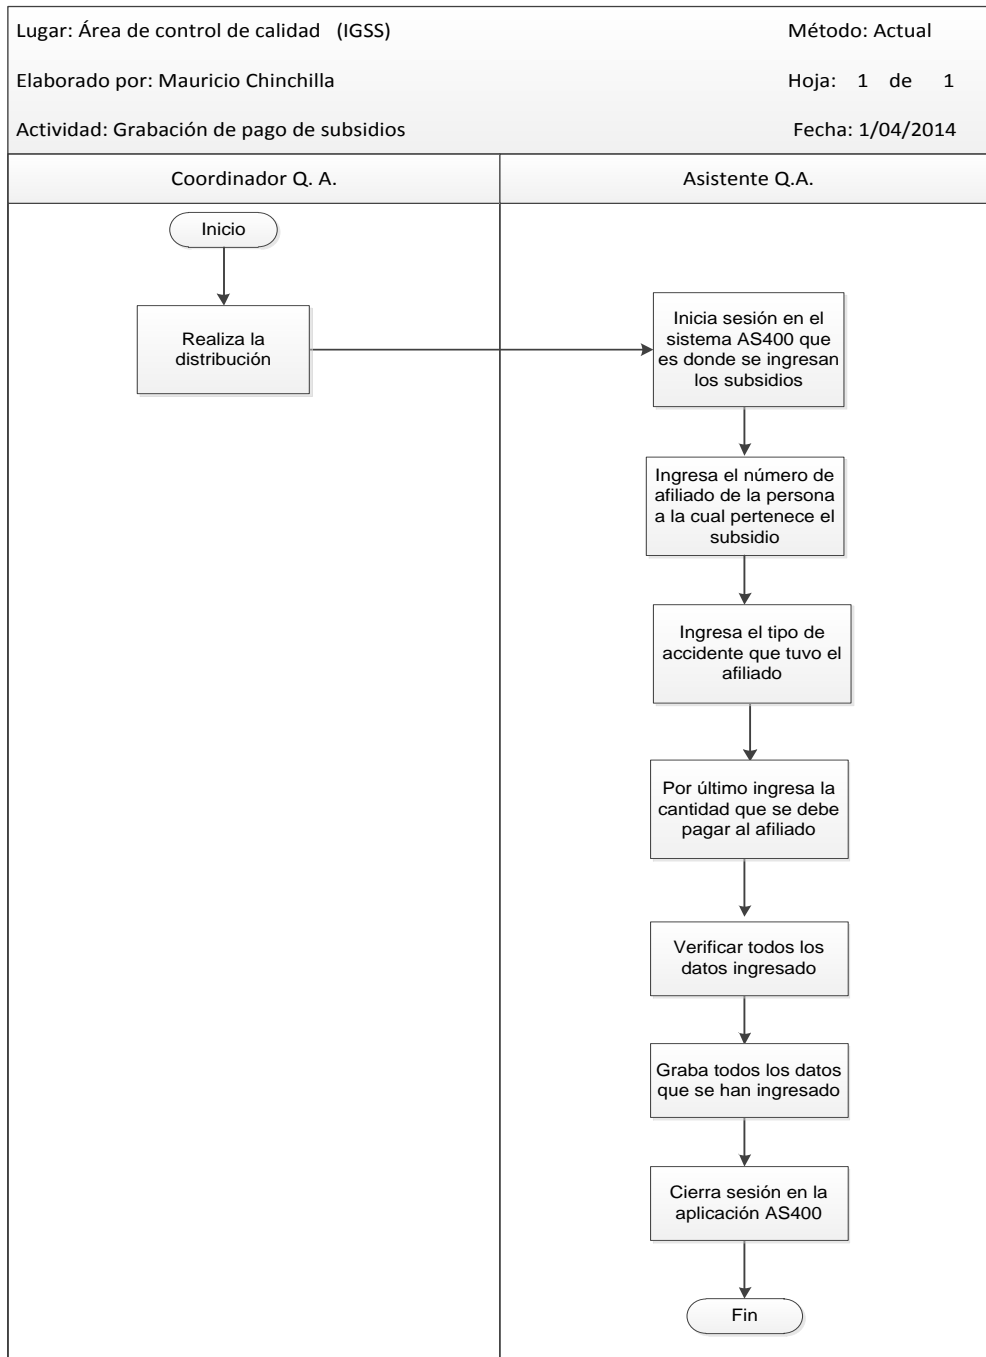 Lugar: Área de control de calidad (IGSS)
Método: Actual
Elaborado por: Mauricio Chinchilla
Hoja: 1 de 1
Actividad: Grabación de pago de subsidios
Fecha: 1/04/2014
Coordinador Q. A.
Asistente Q.A.
Inicio
Realiza la
distribución
Inicia sesión en el
sistema AS400 que
es donde se ingresan
los subsidios
Ingresa el número de
afiliado de la persona
a la cual pertenece el
subsidio
Ingresa el tipo de
accidente que tuvo el
afiliado
Por último ingresa la
cantidad que se debe
pagar al afiliado
Verificar todos los
datos ingresado
Graba todos los datos
que se han ingresado
Cierra sesión en la
aplicación AS400
Fin